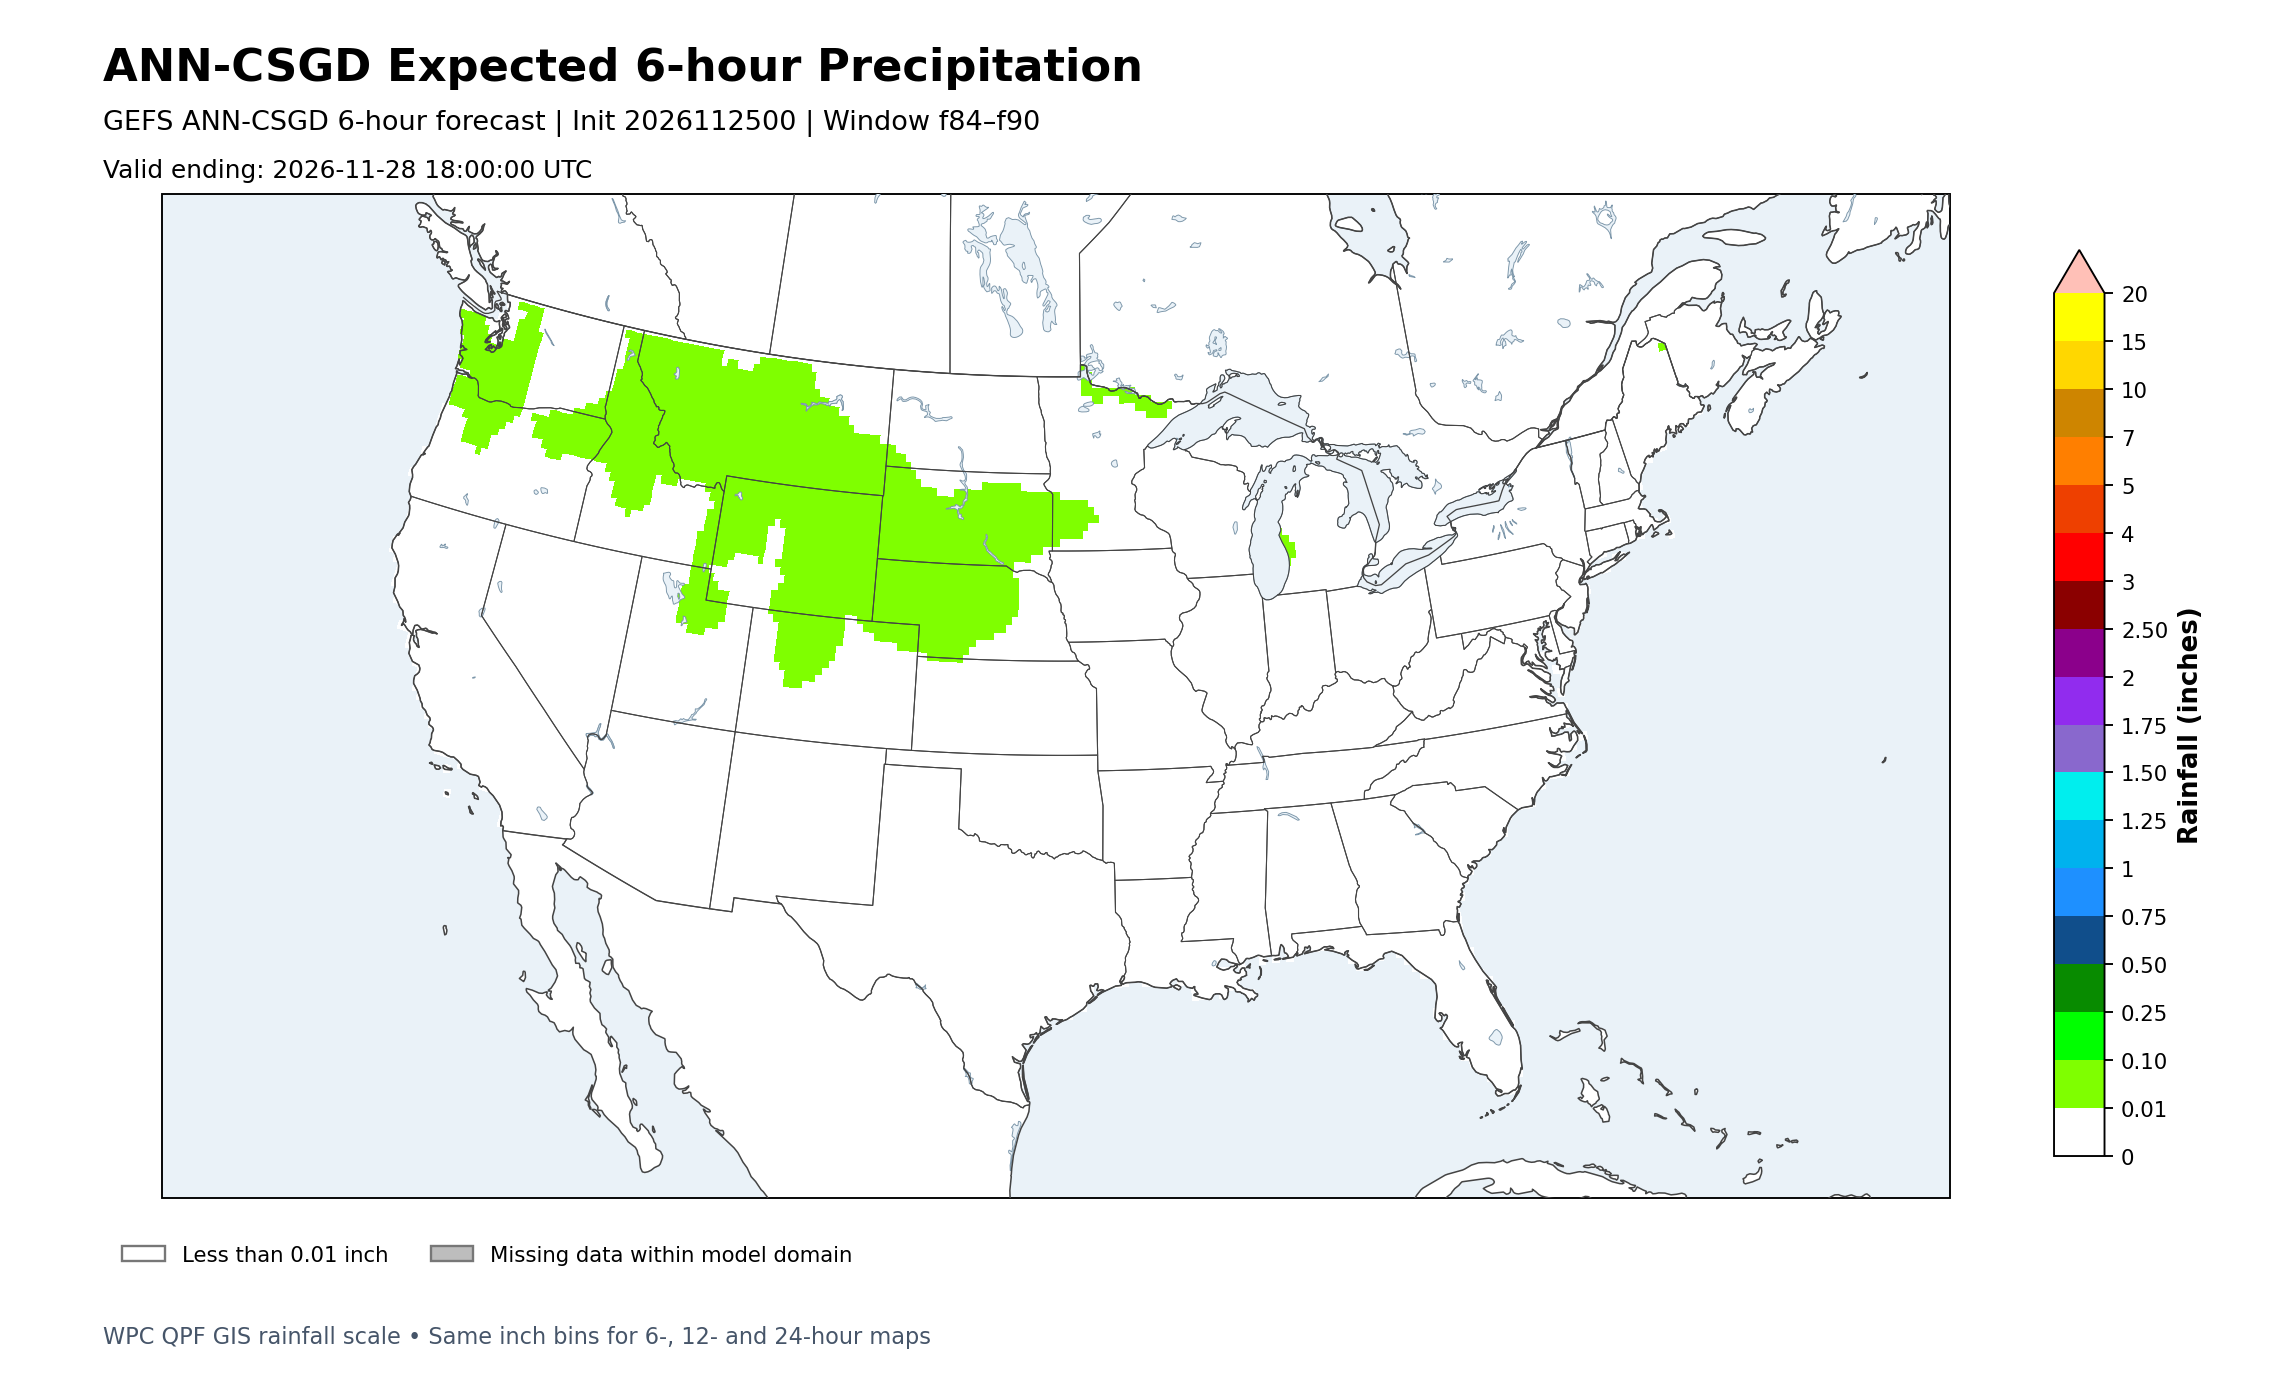 ANN-CSGD Expected 6-hour Precipitation
GEFS ANN-CSGD 6-hour forecast | Init 2026112500 | Window f84–f90
Valid ending: 2026-11-28 18:00:00 UTC
20
15
10
7
5
4
3
2.50
2
1.75
1.50
1.25
1
0.75
0.50
0.25
0.10
0.01
0
Rainfall (inches)
Less than 0.01 inch
Missing data within model domain
WPC QPF GIS rainfall scale • Same inch bins for 6-, 12- and 24-hour maps